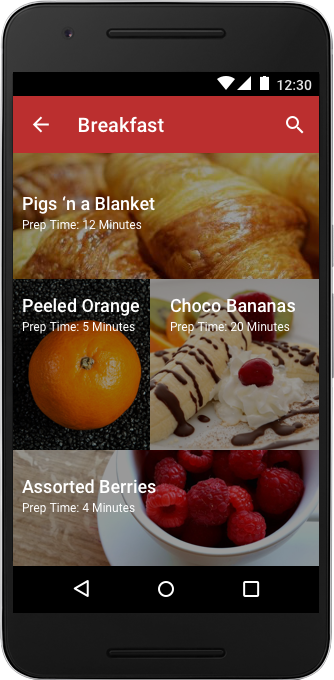 12:30
Breakfast
Pigs ‘n a Blanket
Prep Time: 12 Minutes
Peeled Orange
Prep Time: 5 Minutes
Choco Bananas
Prep Time: 20 Minutes
Assorted Berries
Prep Time: 4 Minutes